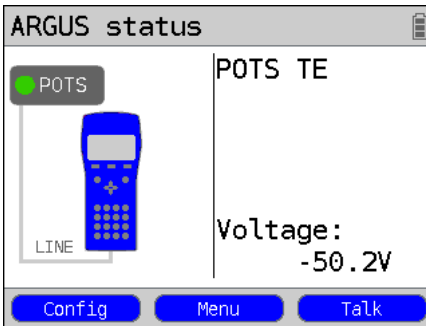 ARGUS status
POTS
LINE
POTS TE
Voltage:
-50.2V
Config
Menu
Talk